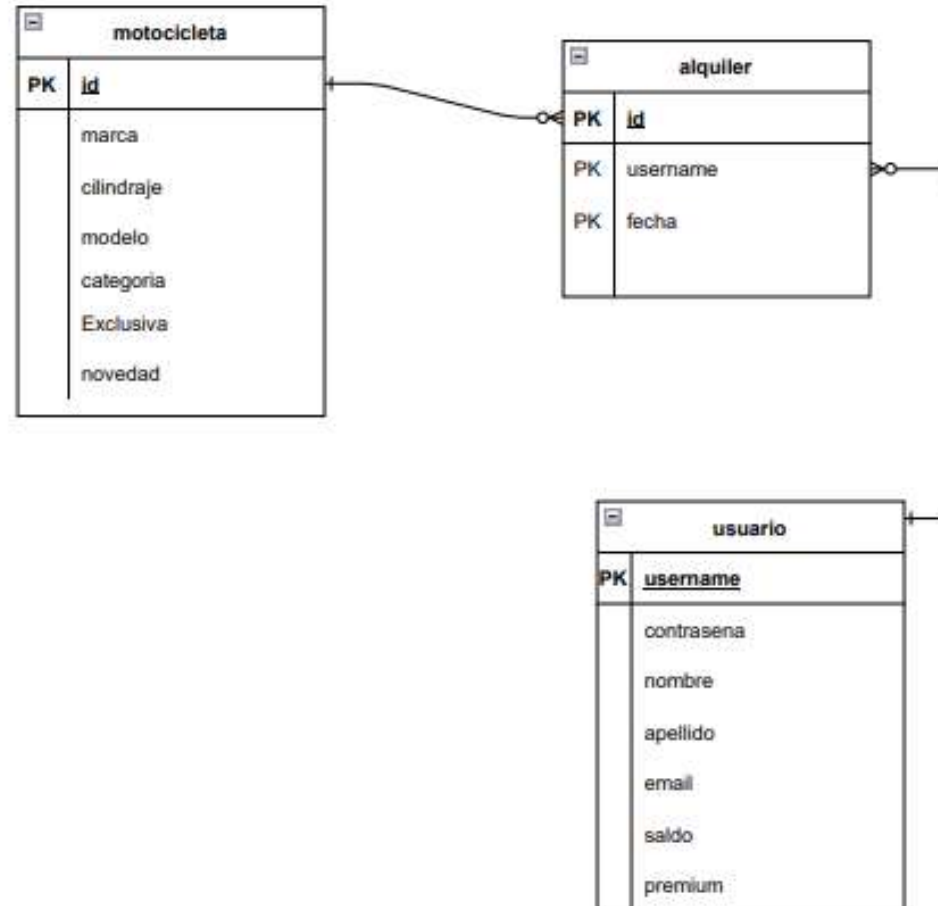 motocicleta
PK id
marca
cilindraje
modelo
categoria
Exclusiva
novedad
alquiler
PK id
PK username
PK fecha
usuario
PK username
contrasena
nombre
apellido
email
saldo
premium